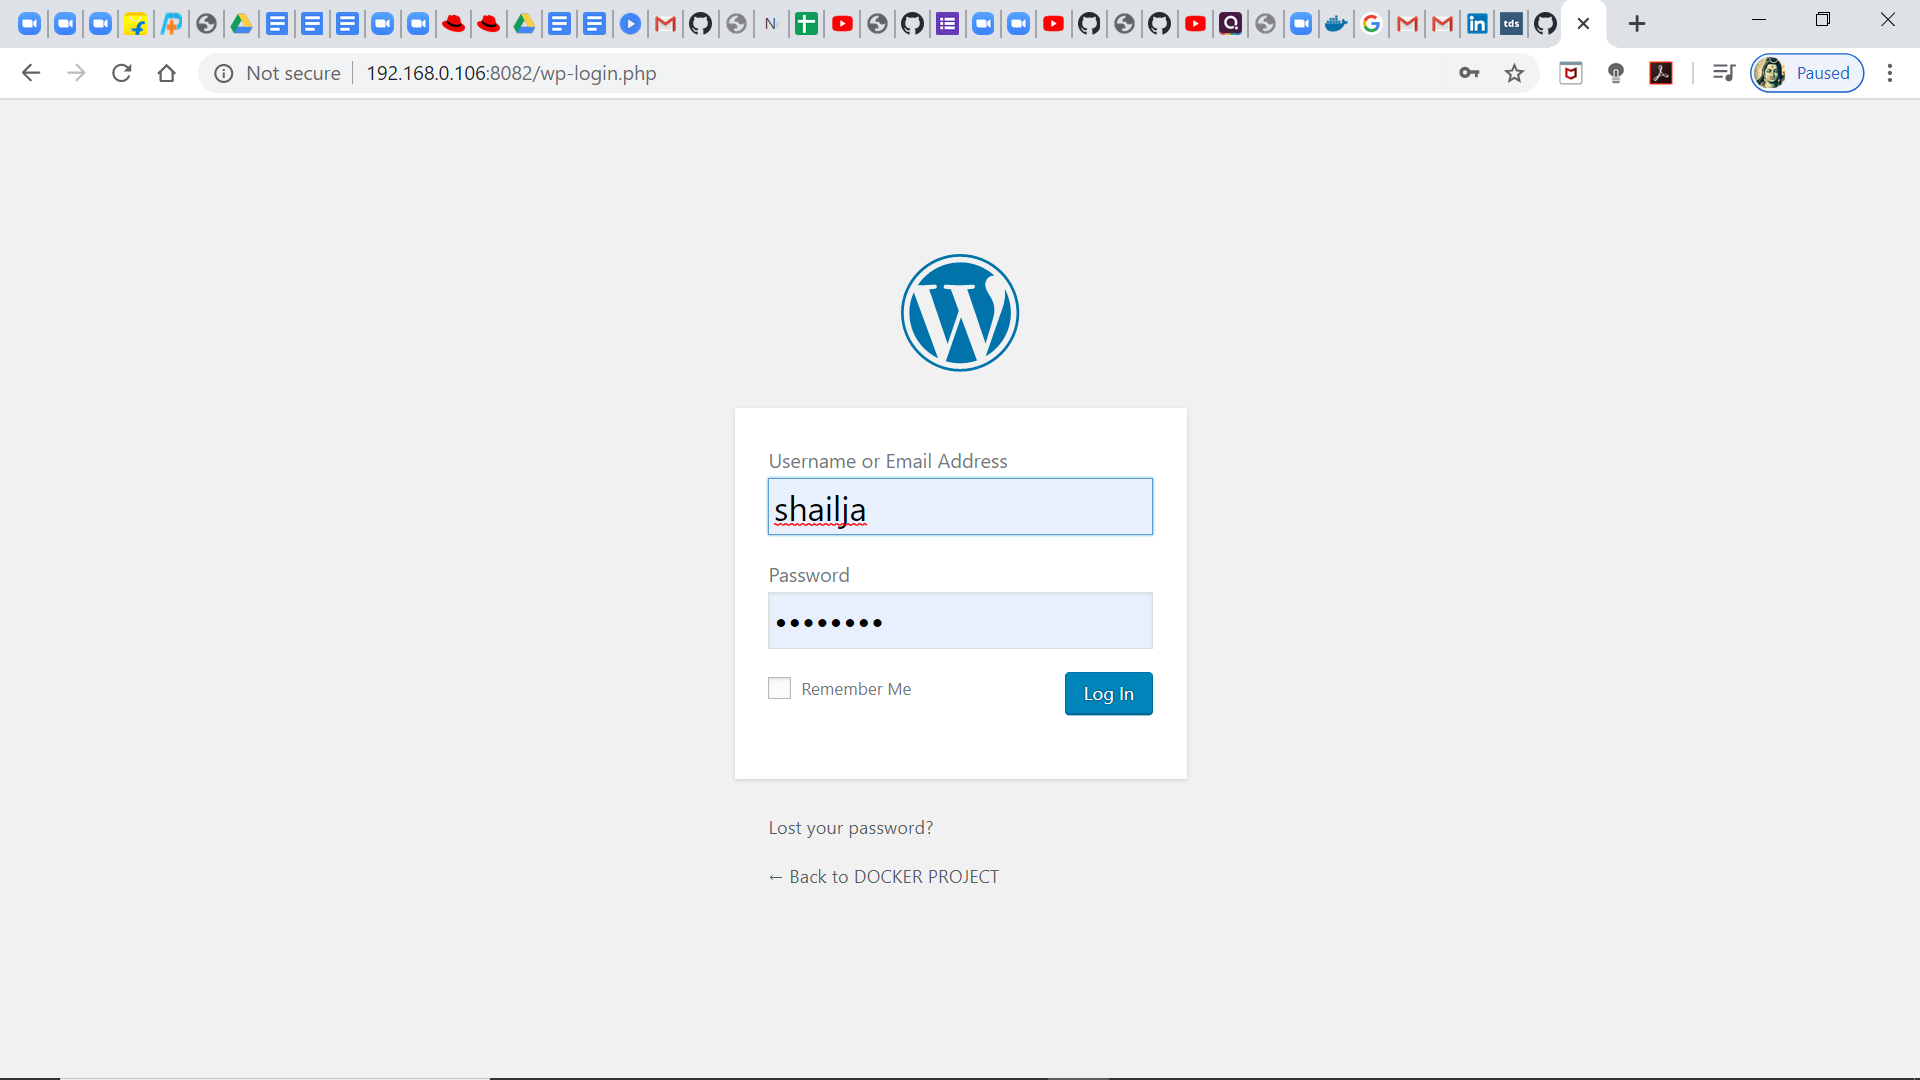 N
tds
Not secure
192.168.0.106:8082/wp-login.php
Paused
Username or Email Address
shailja
Password
Remember Me
Log In
Lost your password?
← Back to DOCKER PROJECT